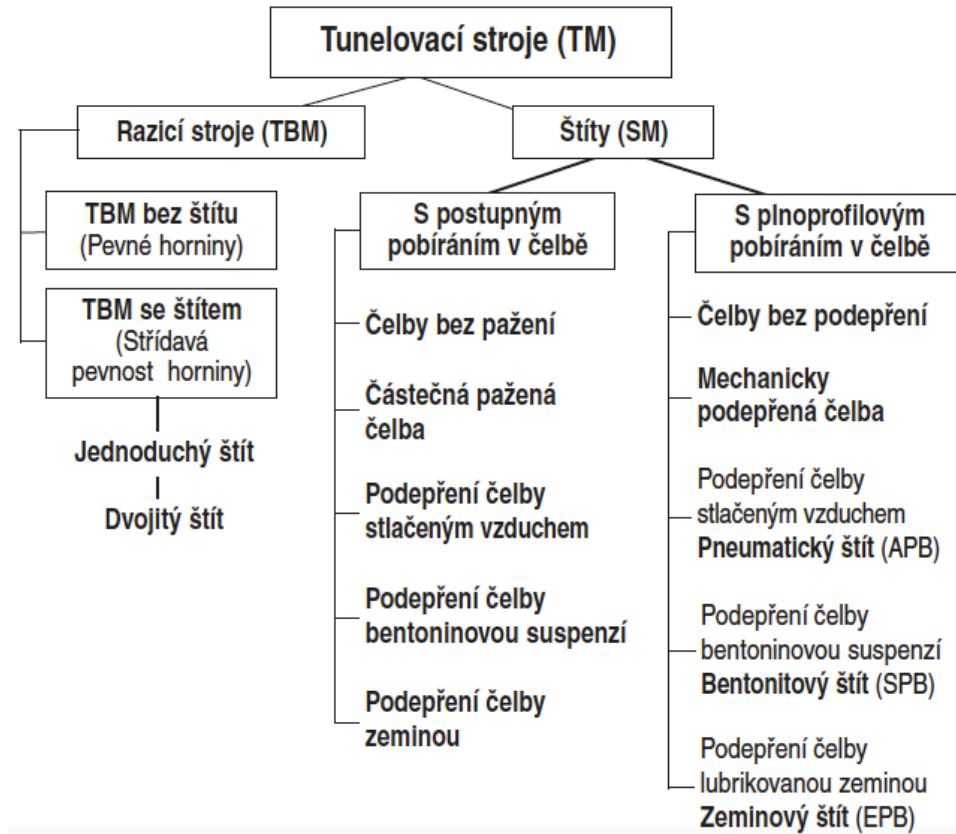 Tunelovací stroje (TM)
Razicí stroje (TBM)
Štíty (SM)
TBM bez štítu
(Pevné horniny)
TBM se štítem
(Střídavá
pevnost horniny)
Jednoduchý štít
Dvojitý štít
S postupným
pobíráním v čelbě
Čelby bez pažení
Částečná pažená
čelba
Podepření čelby
stlačeným vzduchem
Podepření čelby
bentoninovou suspenzí
Podepření čelby
zeminou
S plnoprofilovým
pobíráním v čelbě
Čelby bez podepření
Mechanicky
podepřená čelba
Podepření čelby
stlačeným vzduchem
Pneumatický štít (APB)
Podepření čelby
bentoninovou suspenzí
Bentonitový štít (SPB)
Podepření čelby
lubrikovanou zeminou
Zeminový štít (EPB)